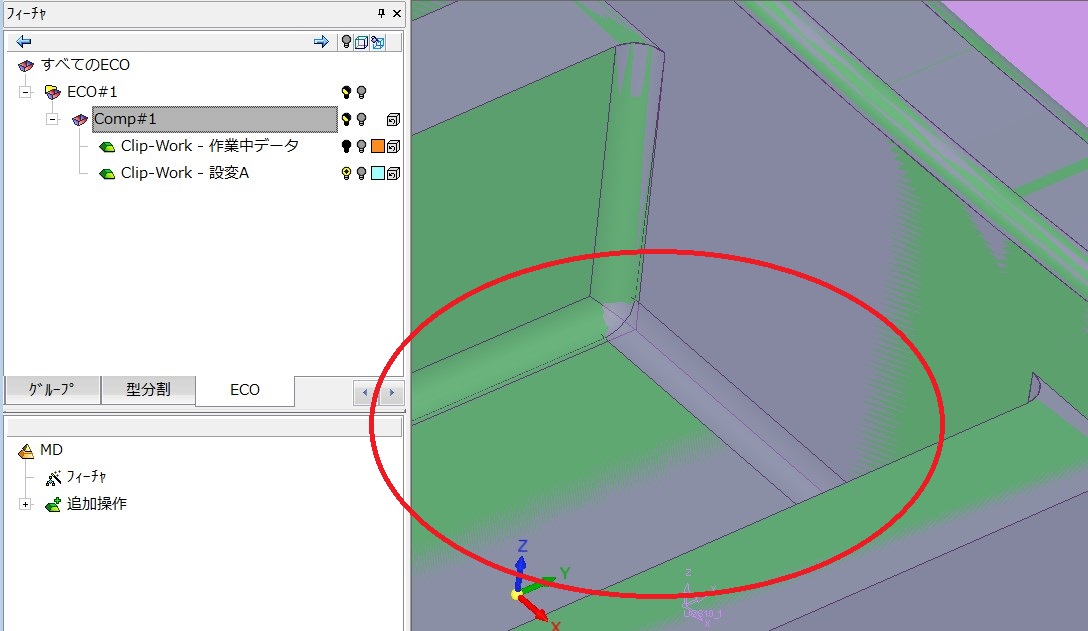 フィーチャ
すべてのECO
ECO#1
Comp#1
Clip-Work - 作業中データ
Clip-Work - 設変A
グループ
型分割
ECO
MD
フィーチャ
追加操作
Z
Y
X
Z
Y
X